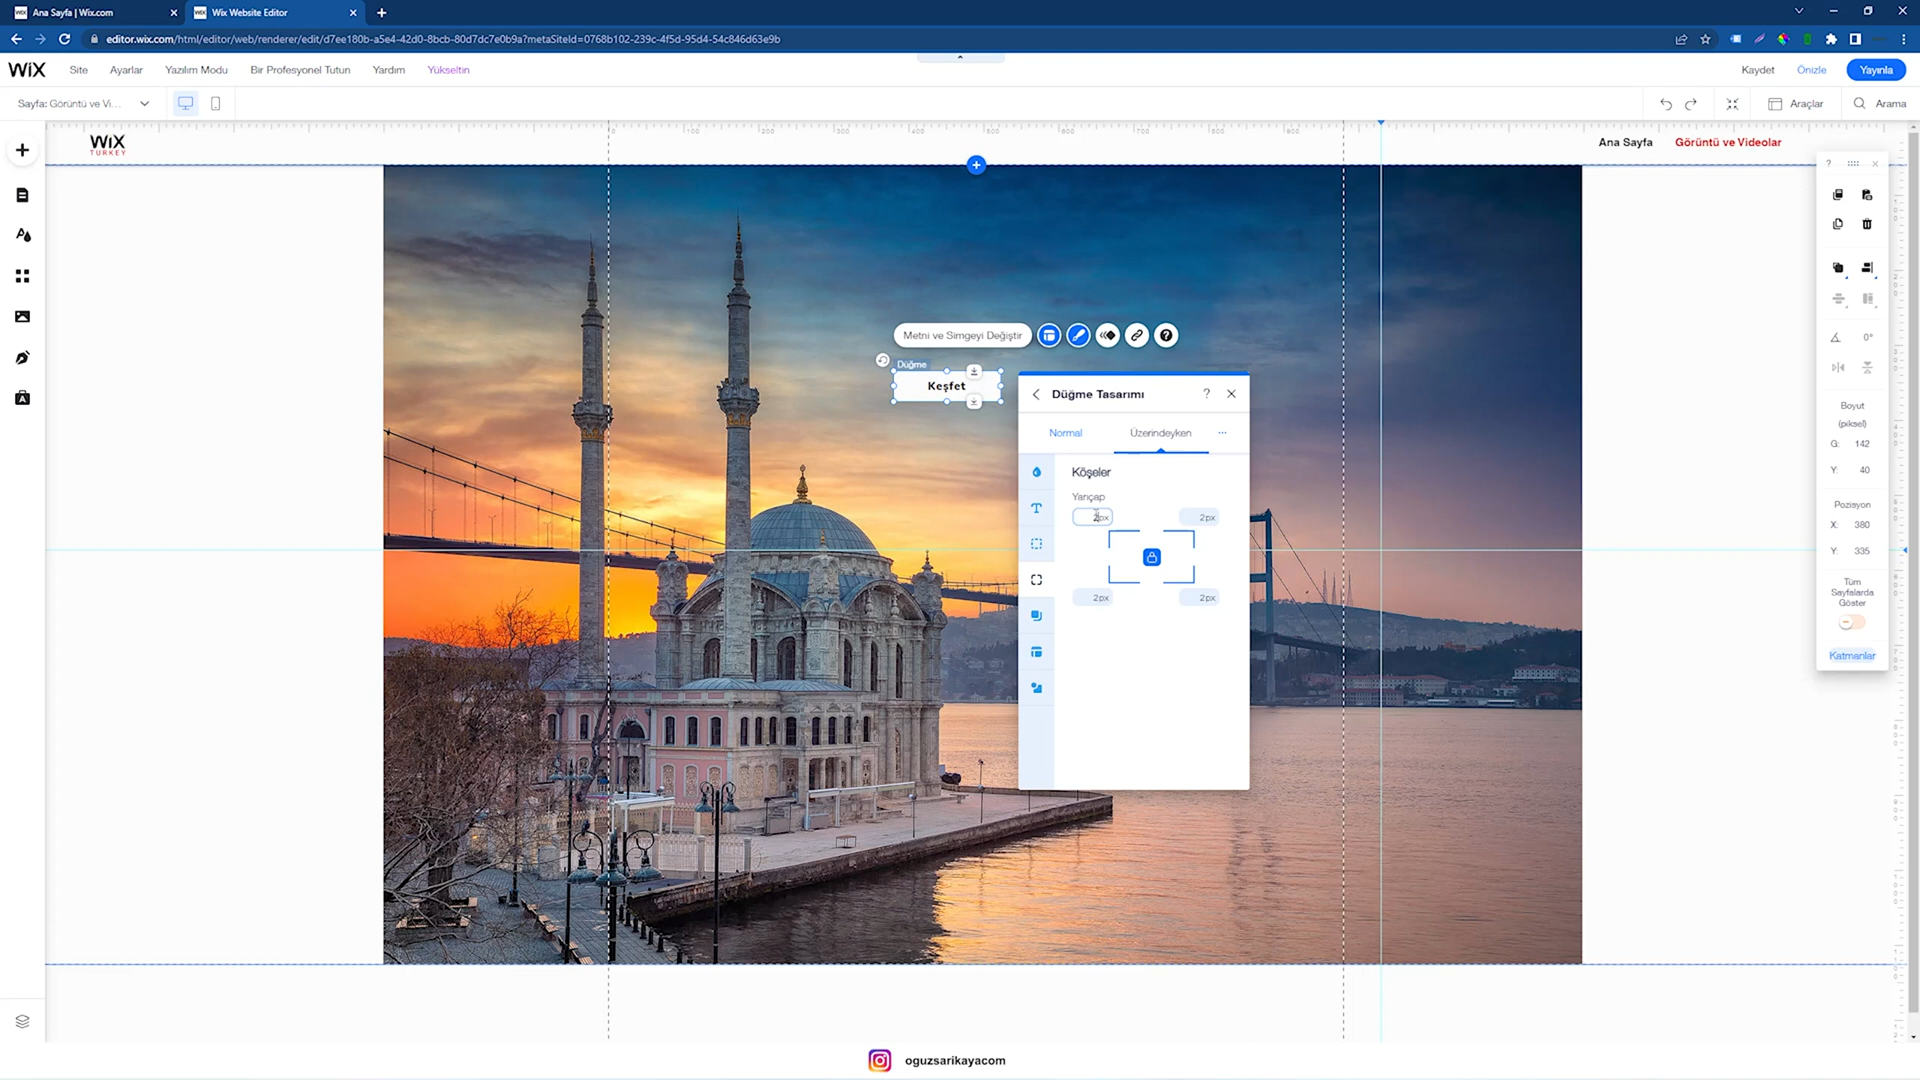 Ana Sayfa | Wix.com
Wix Website Editor
editor.wix.com/html/editor/web/renderer/edit/d7ee180b-a5e4-42d0-8bcb-80d7dc7e0b9a?metaSiteId=0768b102-239c-4f5d-95d4-54c846d63e9b
WiX
Site
Ayarlar
Yazılım Modu
Bir Profesyonel Tutun
Yardım
Yükseltin
Kaydet
Önizle
Yayınla
Sayfa: Görüntü ve Vi...
Araçlar
Arama
WiX
TURKEY
Ana Sayfa
Görüntü ve Videolar
Metni ve Simgeyi Değiştir
Düğme
Keşfet
Düğme Tasarımı
Normal
Üzerindeyken
Köşeler
Yarıçap
2px
2px
2px
2px
0°
Boyut
(piksel)
G: 142
Y: 40
Pozisyon
X: 380
Y: 335
Tüm
Sayfalarda
Göster
Katmanlar
oguzsarikayacom